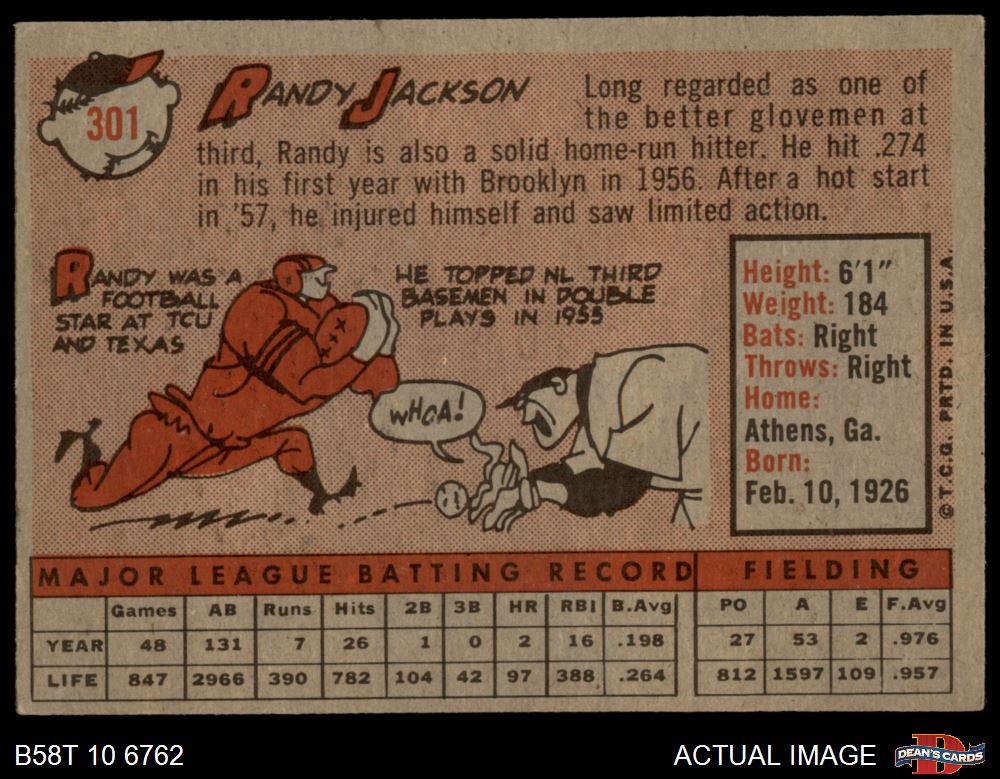 301
RANDY JACKSON
Long regarded as one of
the better glovemen at
third, Randy is also a solid home-run hitter. He hit .274
in his first year with Brooklyn in 1956. After a hot start
in '57, he injured himself and saw limited action.
RANDY WAS A
FOOTBALL
STAR AT TCU
AND TEXAS
HE TOPPED NL THIRD
BASEMEN IN DOUBLE
PLAYS IN 1955
WHOA!
Height: 6'1"
Weight: 184
Bats: Right
Throws: Right
Home:
Athens, Ga.
Born:
Feb. 10, 1926
© T.C.G. PRTD. IN U.S.A.
MAJOR LEAGUE BATTING RECORD FIELDING
Games AB Runs Hits 2B 3B HR RBI B.Avg PO A E F.Avg
YEAR 48 131 7 26 1 0 2 16 .198 27 53 2 .976
LIFE 847 2966 390 782 104 42 97 388 .264 812 1597 109 .957
B58T 10 6762
ACTUAL IMAGE
D
DEAN'S CARDS